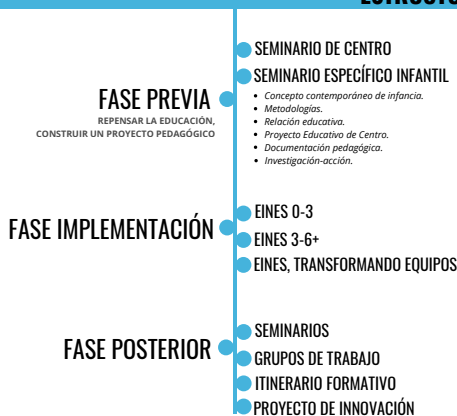 SEMINARIO DE CENTRO
SEMINARIO ESPECÍFICO INFANTIL
FASE PREVIA
REPENSAR LA EDUCACIÓN,
CONSTRUIR UN PROYECTO PEDAGÓGICO
Concepto contemporáneo de infancia.
Metodologías.
Relación educativa.
Proyecto Educativo de Centro.
Documentación pedagógica.
Investigación-acción.
FASE IMPLEMENTACIÓN
EINES 0-3
EINES 3-6+
EINES, TRANSFORMANDO EQUIPOS
FASE POSTERIOR
SEMINARIOS
GRUPOS DE TRABAJO
ITINERARIO FORMATIVO
PROYECTO DE INNOVACIÓN